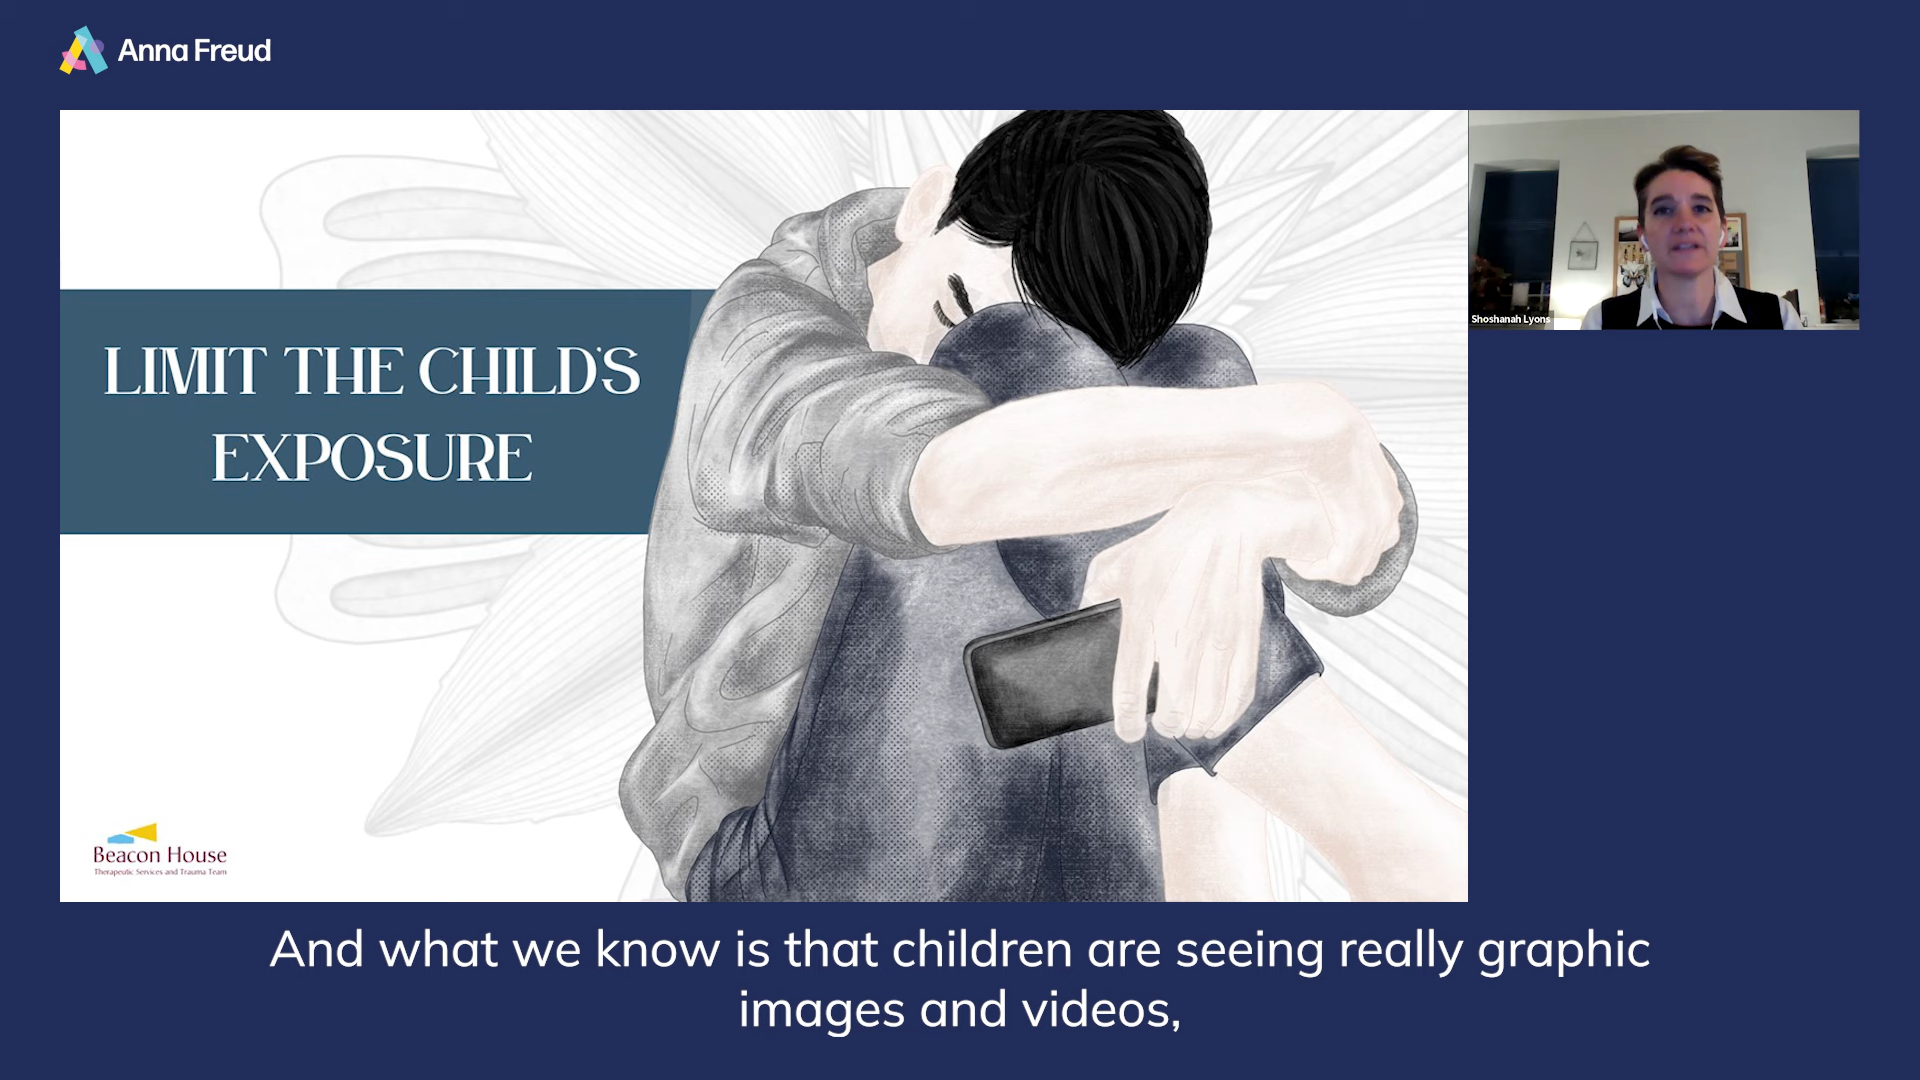 Anna Freud
LIMIT THE CHILD'S
EXPOSURE
Shoshanah Lyons
Beacon House
Therapeutic Services and Trauma Team
And what we know is that children are seeing really graphic
images and videos,